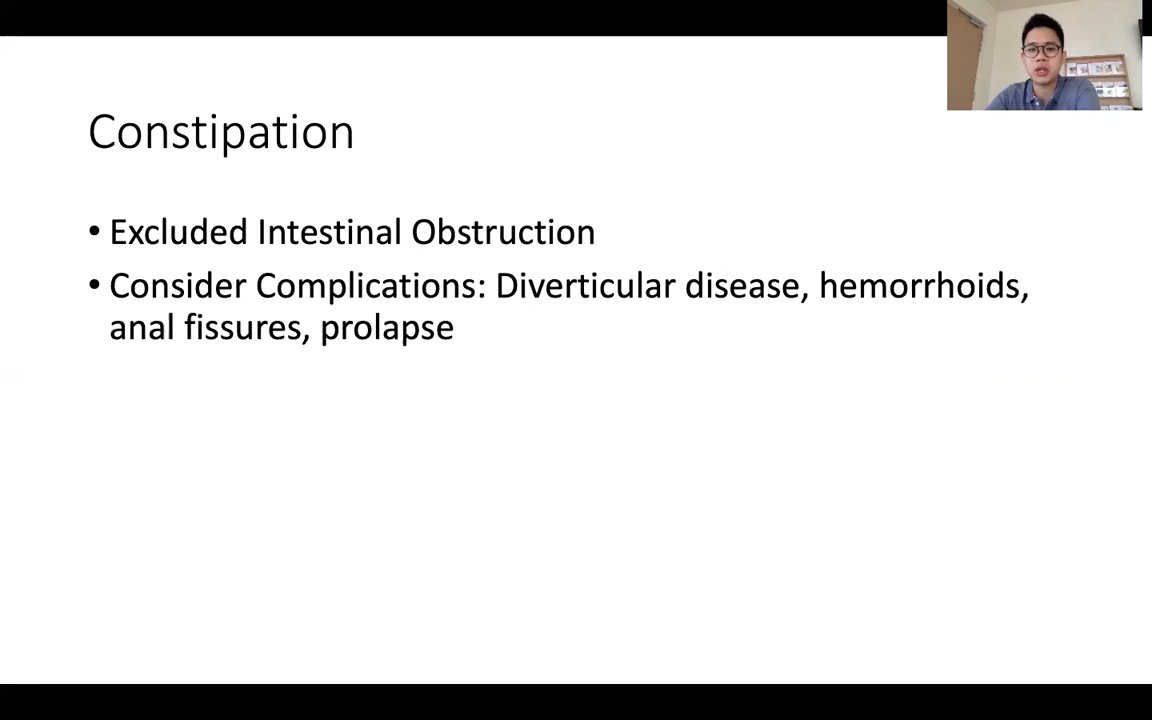 Constipation
• Excluded Intestinal Obstruction
• Consider Complications: Diverticular disease, hemorrhoids,
anal fissures, prolapse